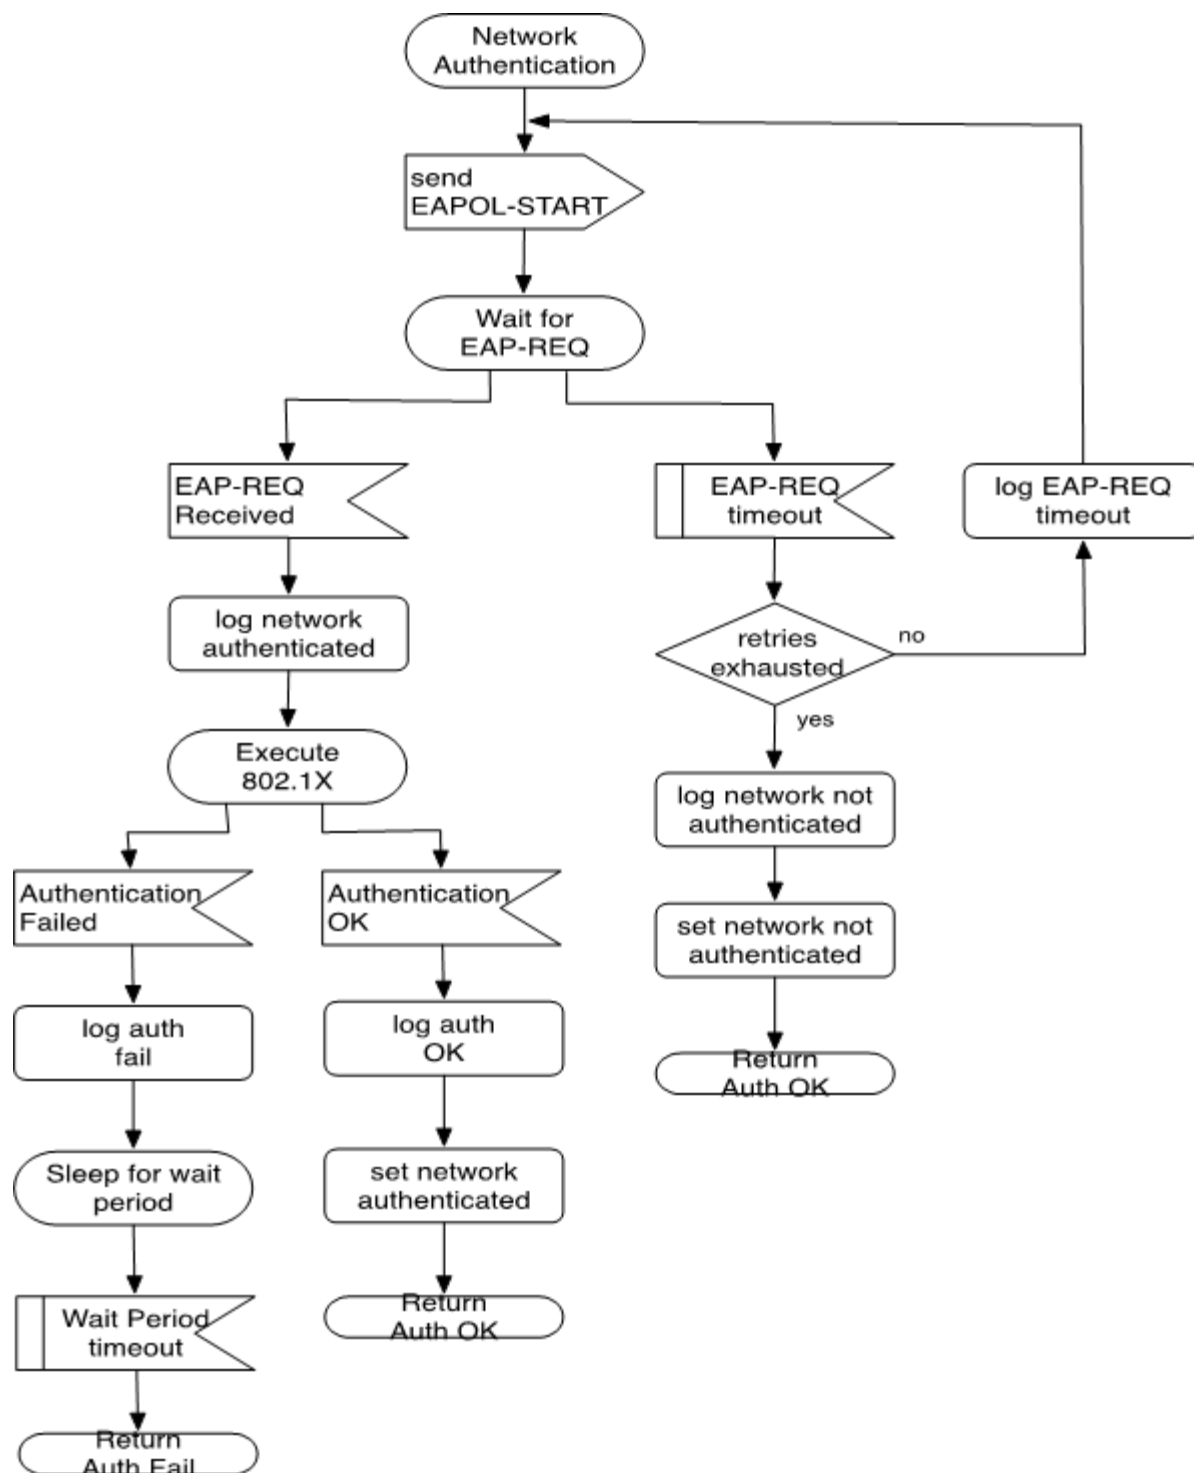 Network
Authentication
send
EAPOL-START
Wait for
EAP-REQ
EAP-REQ
Received
EAP-REQ
timeout
log EAP-REQ
timeout
log network
authenticated
retries
exhausted
no
yes
Execute
802.1X
log network not
authenticated
Authentication
Failed
Authentication
OK
set network not
authenticated
log auth
fail
log auth
OK
Return
Auth OK
Sleep for wait
period
set network
authenticated
Wait Period
timeout
Return
Auth OK
Return
Auth Fail